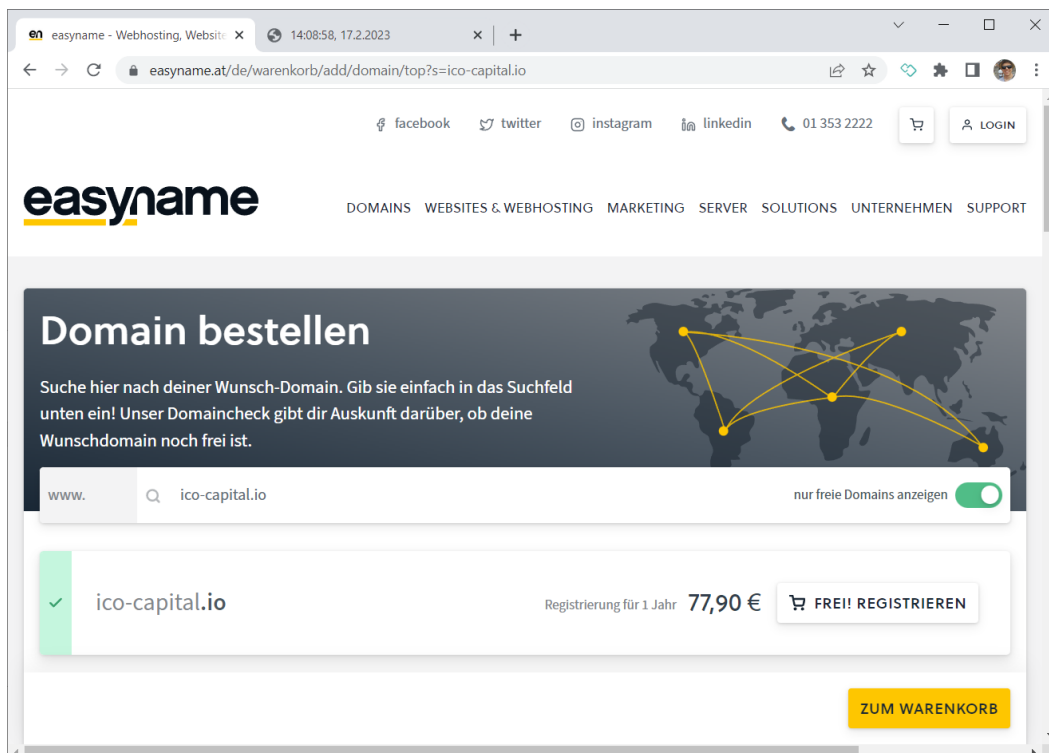 easyname - Webhosting, Website
14:08:58, 17.2.2023
easyname.at/de/warenkorb/add/domain/top?s=ico-capital.io
facebook twitter instagram linkedin 01 353 2222 LOGIN
easyname
DOMAINS WEBSITES & WEBHOSTING MARKETING SERVER SOLUTIONS UNTERNEHMEN SUPPORT
Domain bestellen
Suche hier nach deiner Wunsch-Domain. Gib sie einfach in das Suchfeld
unten ein! Unser Domaincheck gibt dir Auskunft darüber, ob deine
Wunschdomain noch frei ist.
www. ico-capital.io nur freie Domains anzeigen
ico-capital.io Registrierung für 1 Jahr 77,90 € FREI! REGISTRIEREN
ZUM WARENKORB